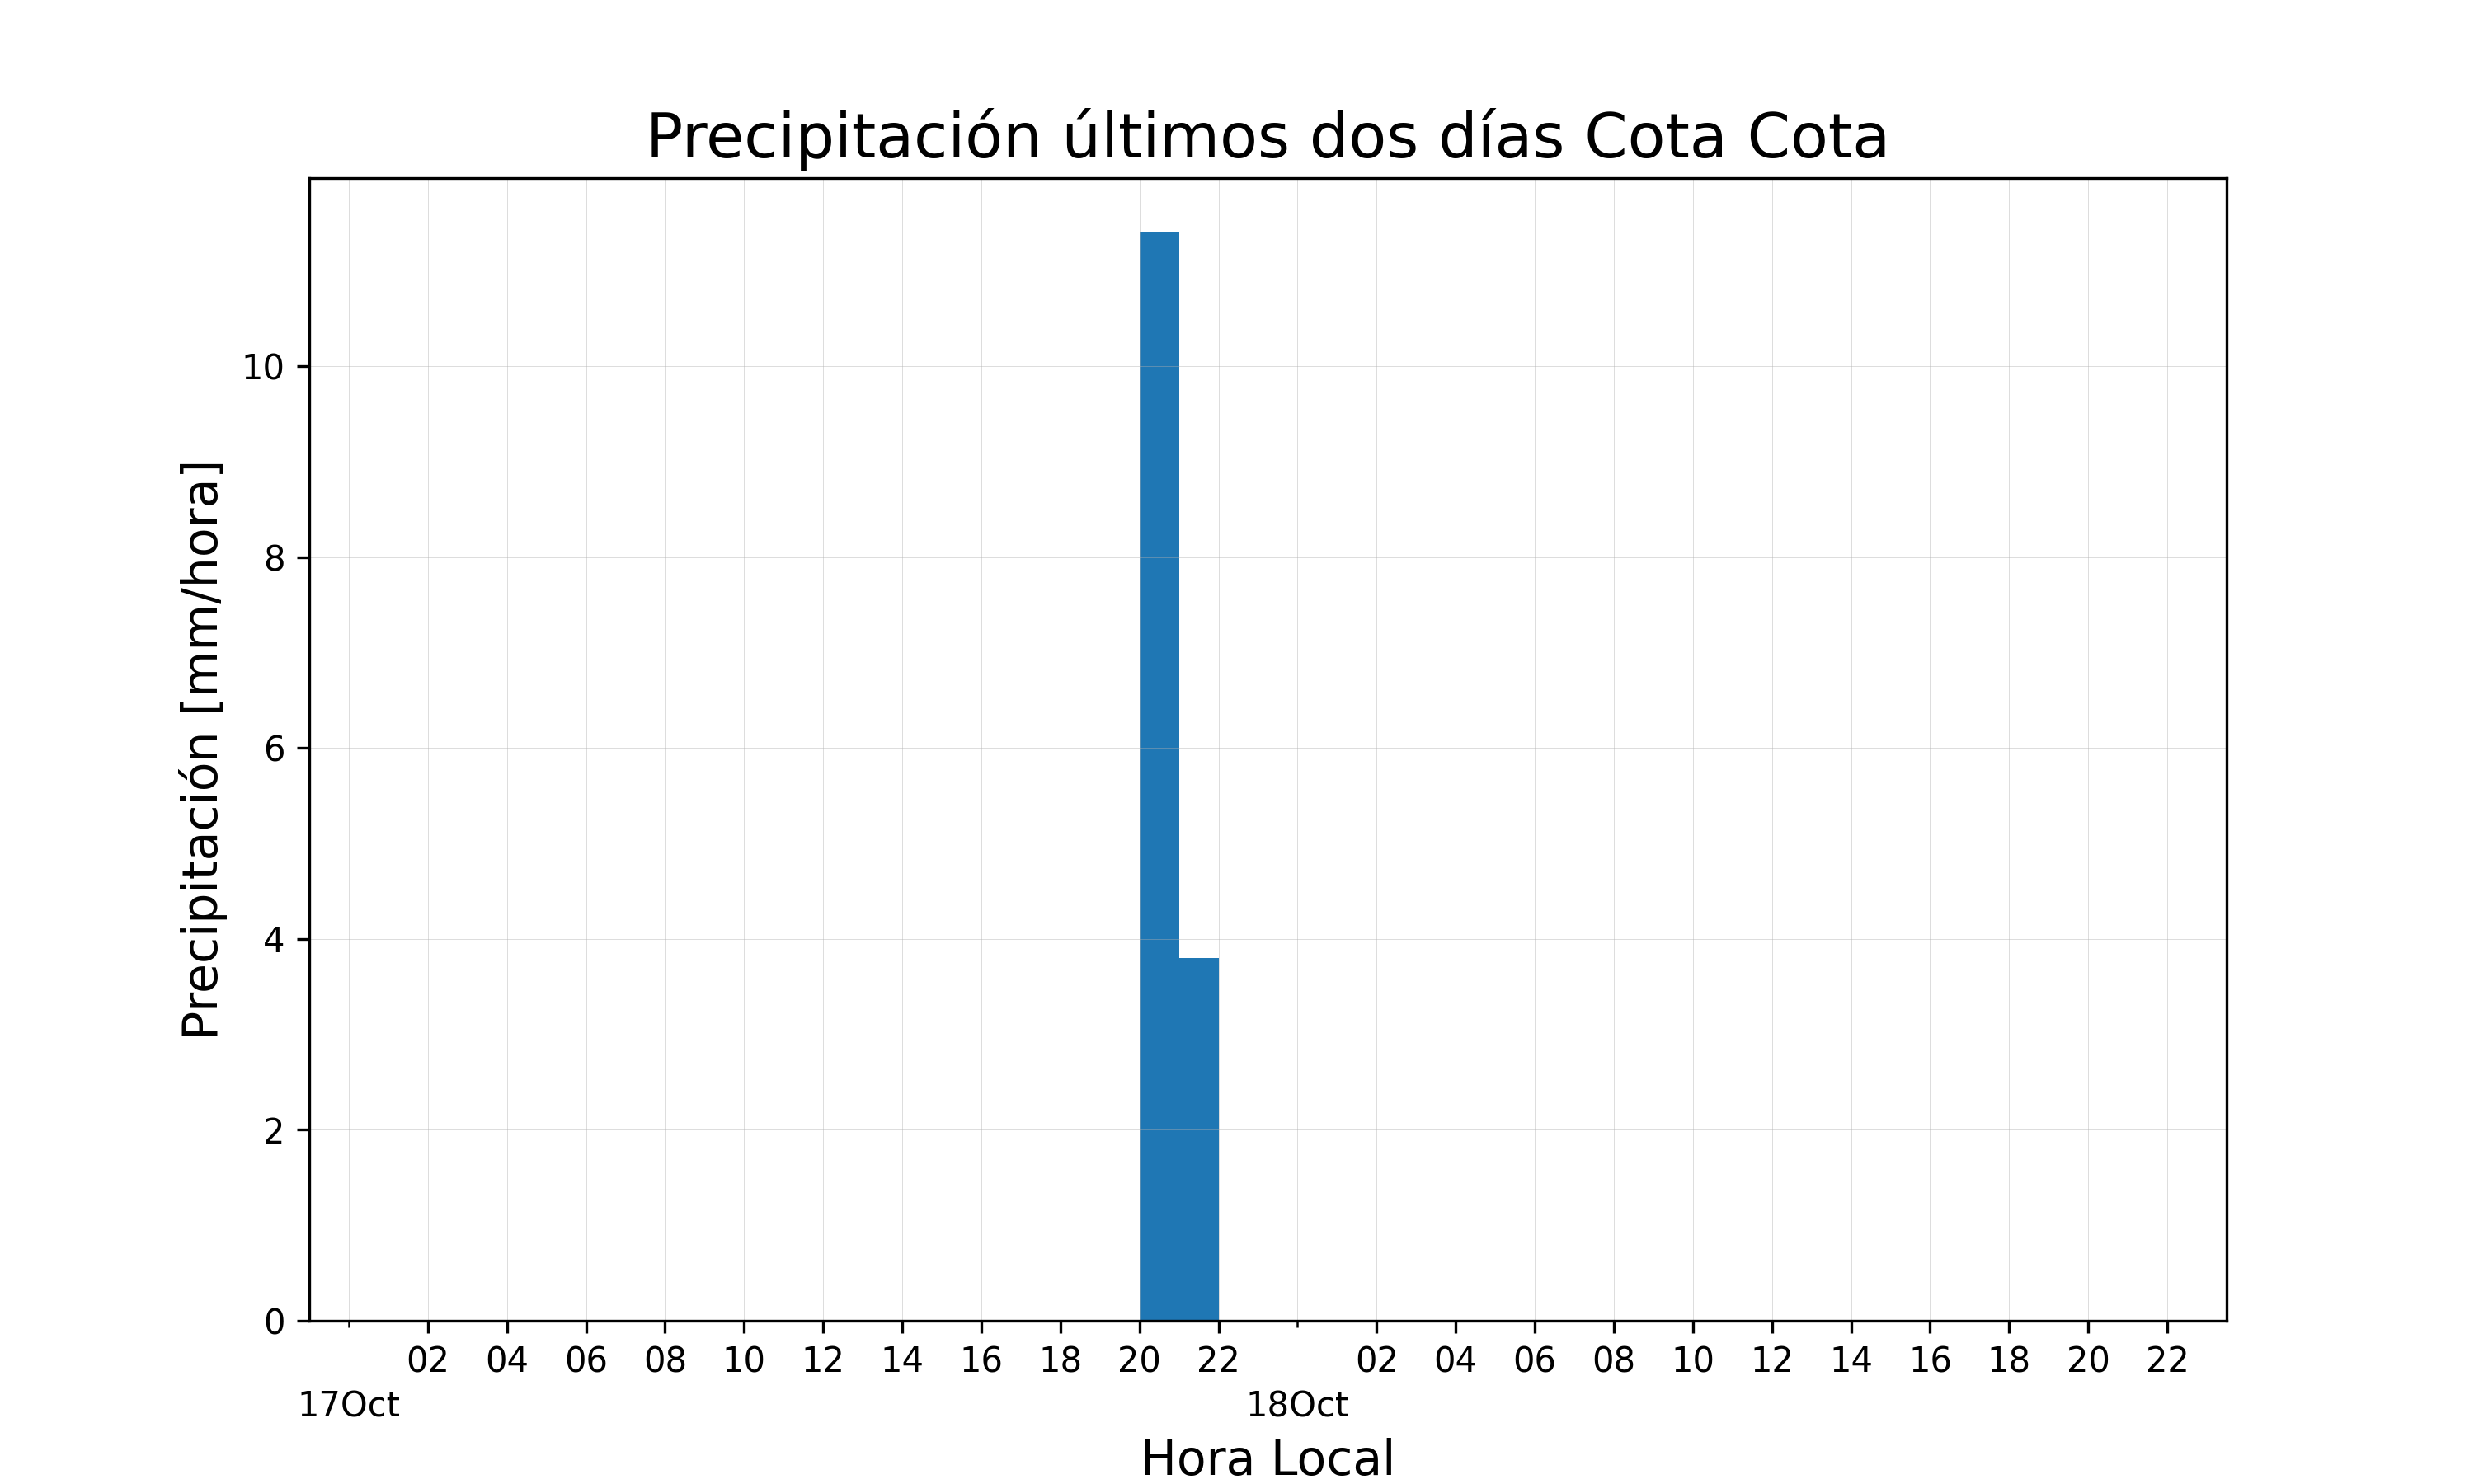 Precipitación últimos dos días Cota Cota
Precipitación [mm/hora]
10
8
6
4
2
0
02 04 06 08 10 12 14 16 18 20 22 02 04 06 08 10 12 14 16 18 20 22
17Oct 18Oct
Hora Local